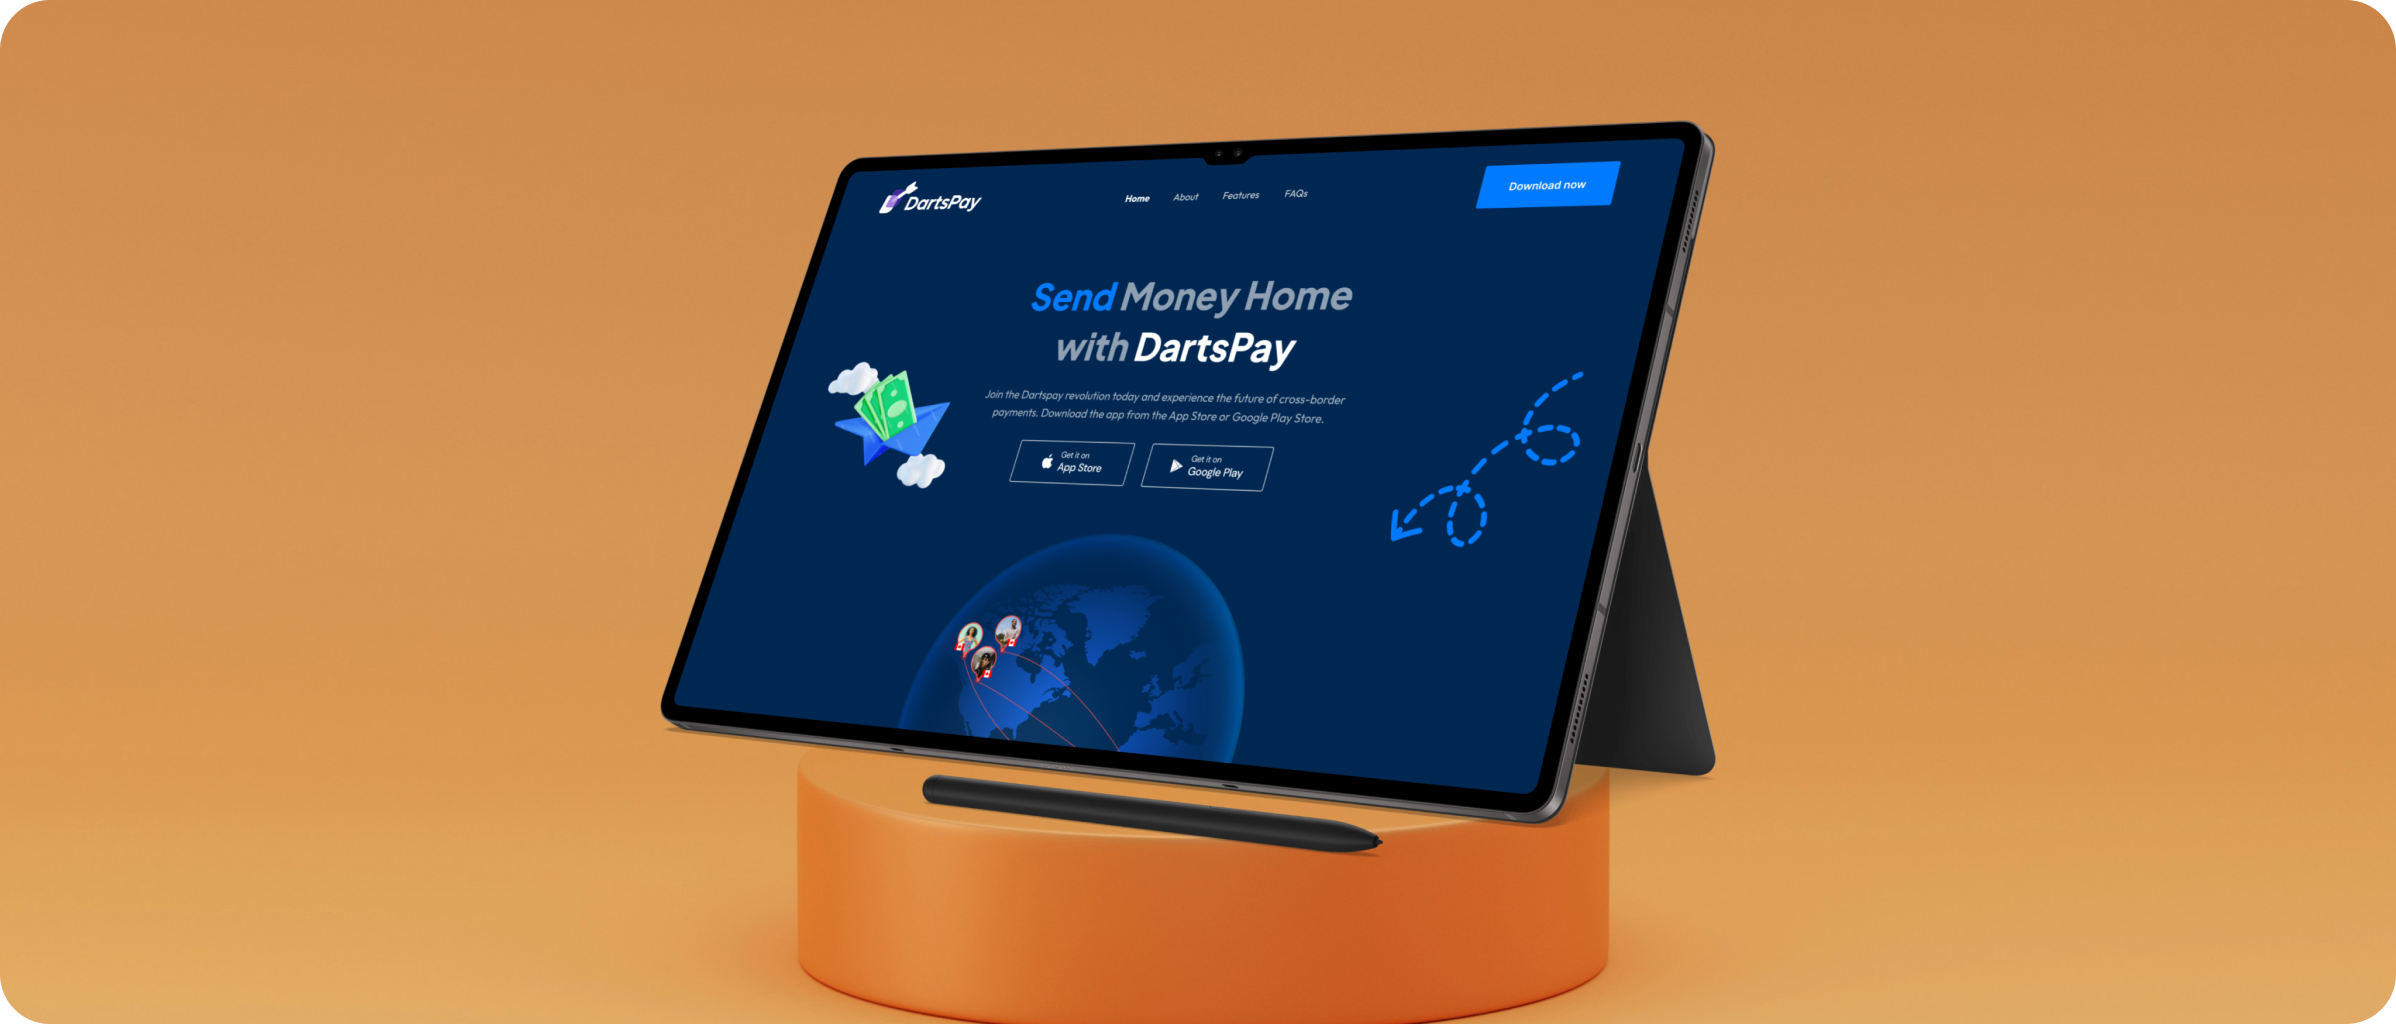 DartsPay
Home About Features FAQs
Download now
Send Money Home
with DartsPay
Join the Dartspay revolution today and experience the future of cross-border
payments. Download the app from the App Store or Google Play Store.
Get it on
App Store
Get it on
Google Play